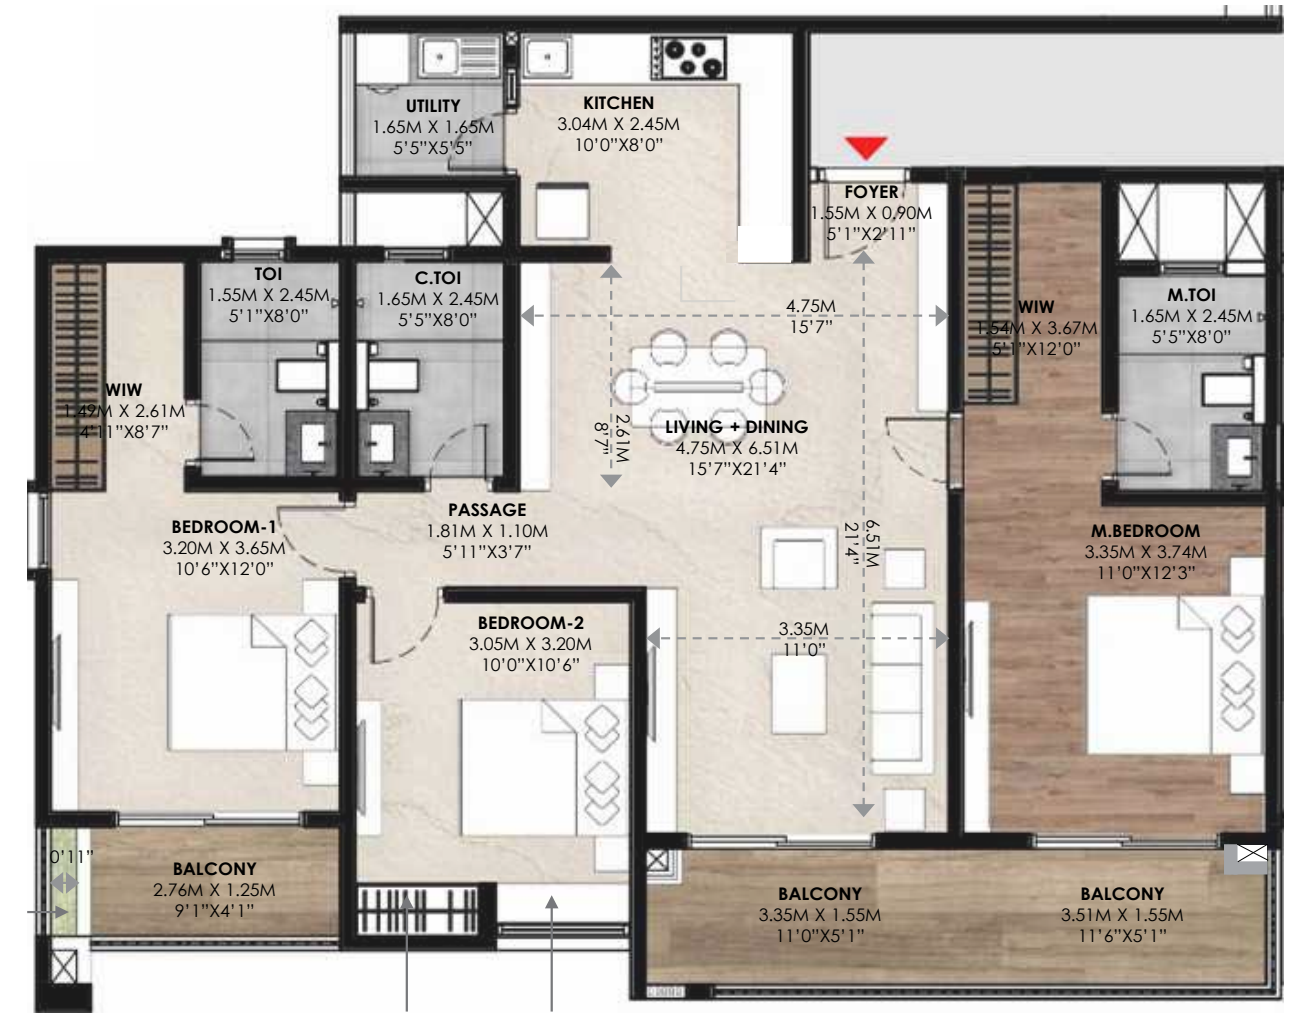 UTILITY
1.65M X 1.65M
5'5"X5'5"
KITCHEN
3.04M X 2.45M
10'0"X8'0"
FOYER
1.55M X 0.90M
5'1"X2'11"
TOI
1.55M X 2.45M
5'1"X8'0"
C.TOI
1.65M X 2.45M
5'5"X8'0"
4.75M
15'7"
WIW
1.54M X 3.67M
5'1"X12'0"
M.TOI
1.65M X 2.45M
5'5"X8'0"
WIW
1.49M X 2.61M
4'11"X8'7"
2.61M
8'7"
LIVING + DINING
4.75M X 6.51M
15'7"X21'4"
PASSAGE
1.81M X 1.10M
5'11"X3'7"
BEDROOM-1
3.20M X 3.65M
10'6"X12'0"
6.51M
21'4"
M.BEDROOM
3.35M X 3.74M
11'0"X12'3"
BEDROOM-2
3.05M X 3.20M
10'0"X10'6"
3.35M
11'0"
0'11"
BALCONY
2.76M X 1.25M
9'1"X4'1"
BALCONY
3.35M X 1.55M
11'0"X5'1"
BALCONY
3.51M X 1.55M
11'6"X5'1"